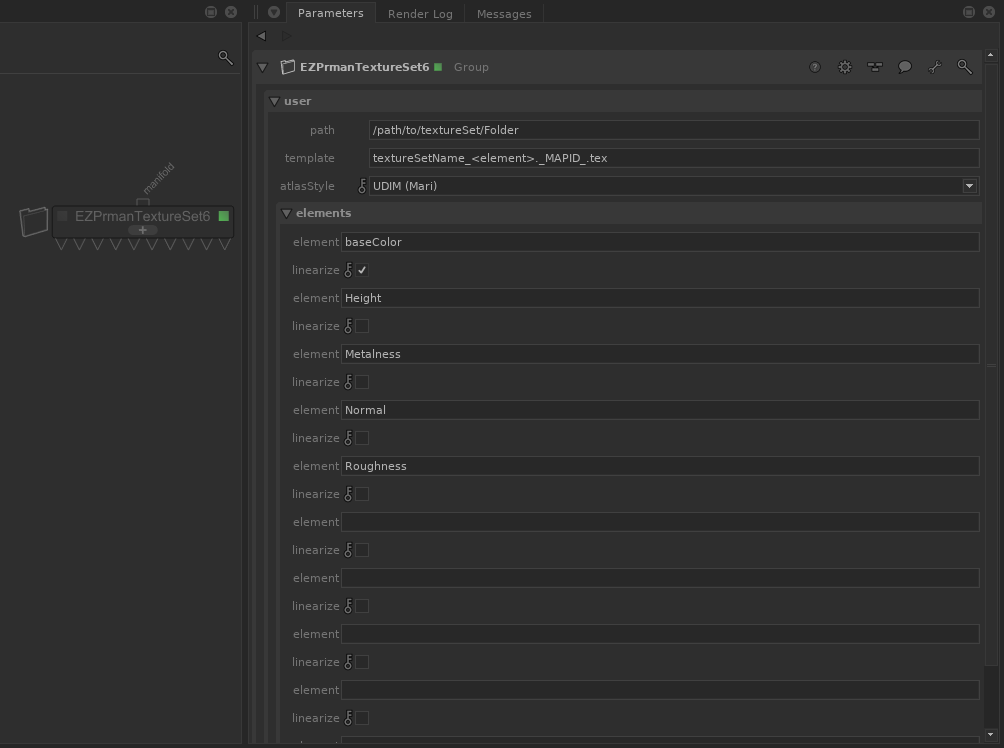 Parameters Render Log Messages
EZPrmanTextureSet6 Group
user
path /path/to/textureSet/Folder
template textureSetName_<element>._MAPID_.tex
atlasStyle UDIM (Mari)
elements
element baseColor
linearize
element Height
linearize
element Metalness
linearize
element Normal
linearize
element Roughness
linearize
element
linearize
element
linearize
element
linearize
element
linearize
element
manifold
EZPrmanTextureSet6